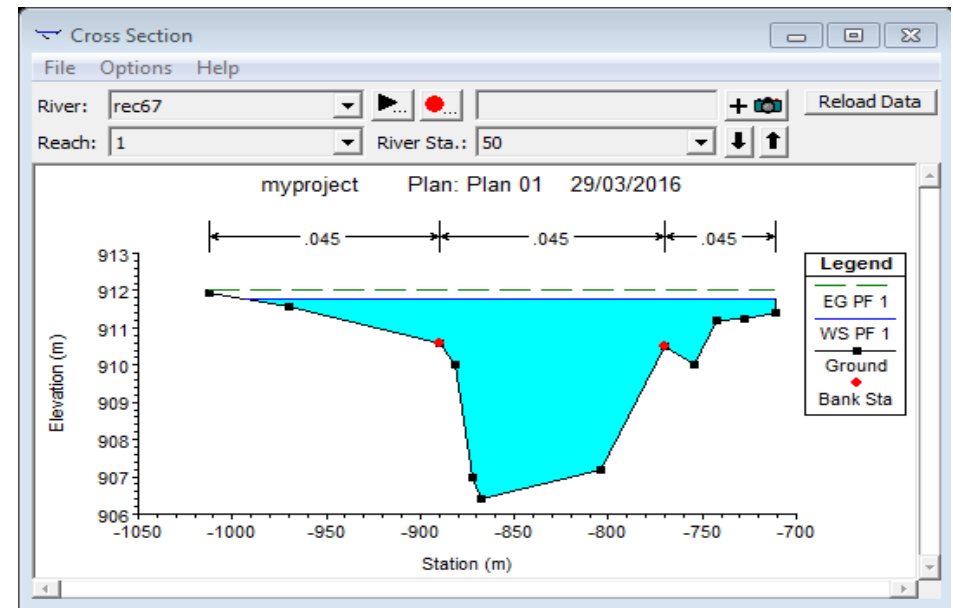 Cross Section
File Options Help
River: rec67 ... ... + Reload Data
Reach: 1 River Sta.: 50
myproject Plan: Plan 01 29/03/2016
.045 .045 .045
913
912
911
910
909
908
907
906
Elevation (m)
-1050 -1000 -950 -900 -850 -800 -750 -700
Station (m)
Legend
EG PF 1
WS PF 1
Ground
Bank Sta